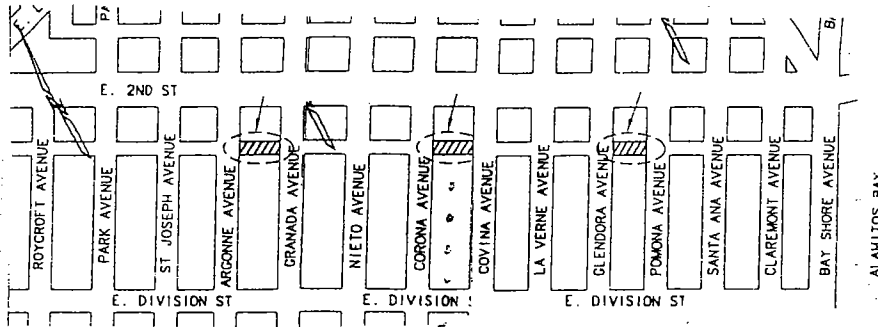 E. 2ND ST
ROYCROFT AVENUE
PARK AVENUE
ST JOSEPH AVENUE
ARGONNE AVENUE
GRANADA AVENUE
NIETO AVENUE
CORONA AVENUE
COVINA AVENUE
LA VERNE AVENUE
GLENDORA AVENUE
POMONA AVENUE
SANTA ANA AVENUE
CLAREMONT AVENUE
BAY SHORE AVENUE
ALAMITOS BAY
E. DIVISION ST
E. DIVISION
E. DIVISION ST